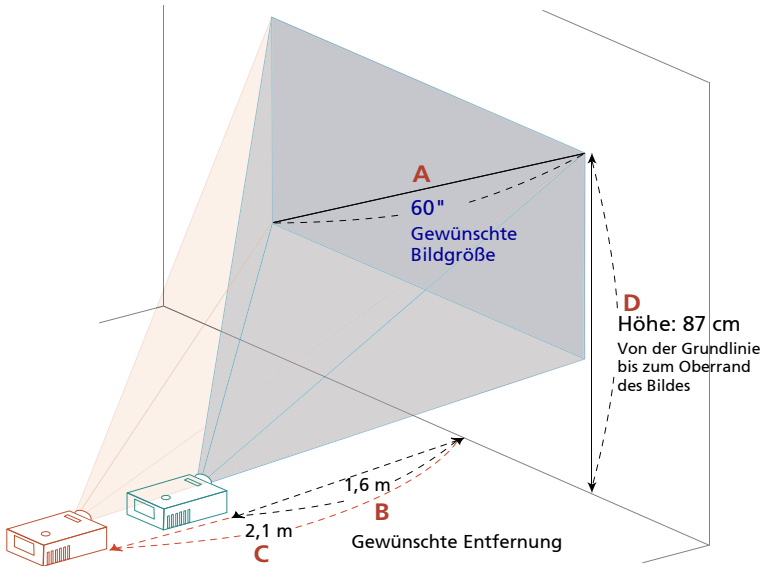 A
60"
Gewünschte
Bildgröße
D
Höhe: 87 cm
Von der Grundlinie
bis zum Oberrand
des Bildes
1,6 m
B
2,1 m
C
Gewünschte Entfernung